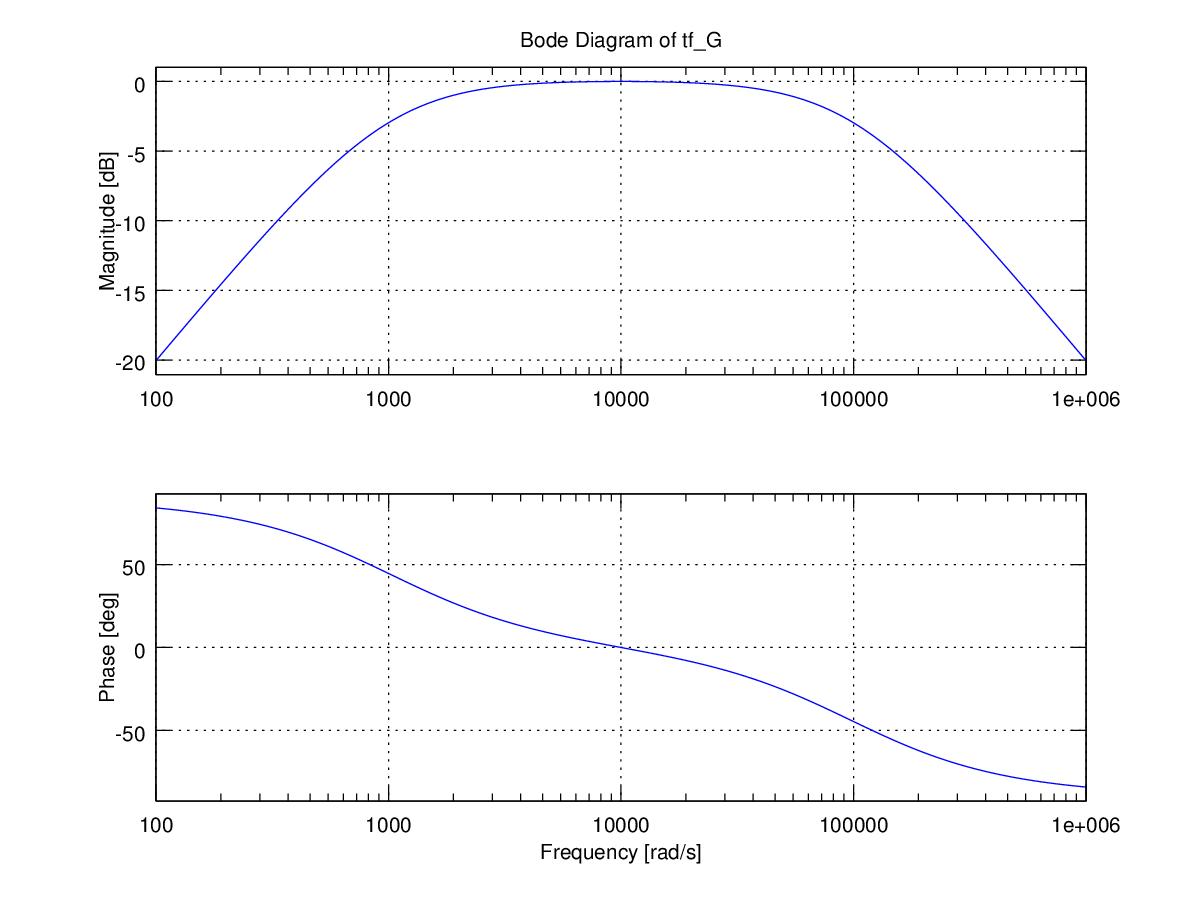 Bode Diagram of tf_G
Magnitude [dB]
0
-5
-10
-15
-20
100 1000 10000 100000 1e+006
Phase [deg]
50
0
-50
100 1000 10000 100000 1e+006
Frequency [rad/s]